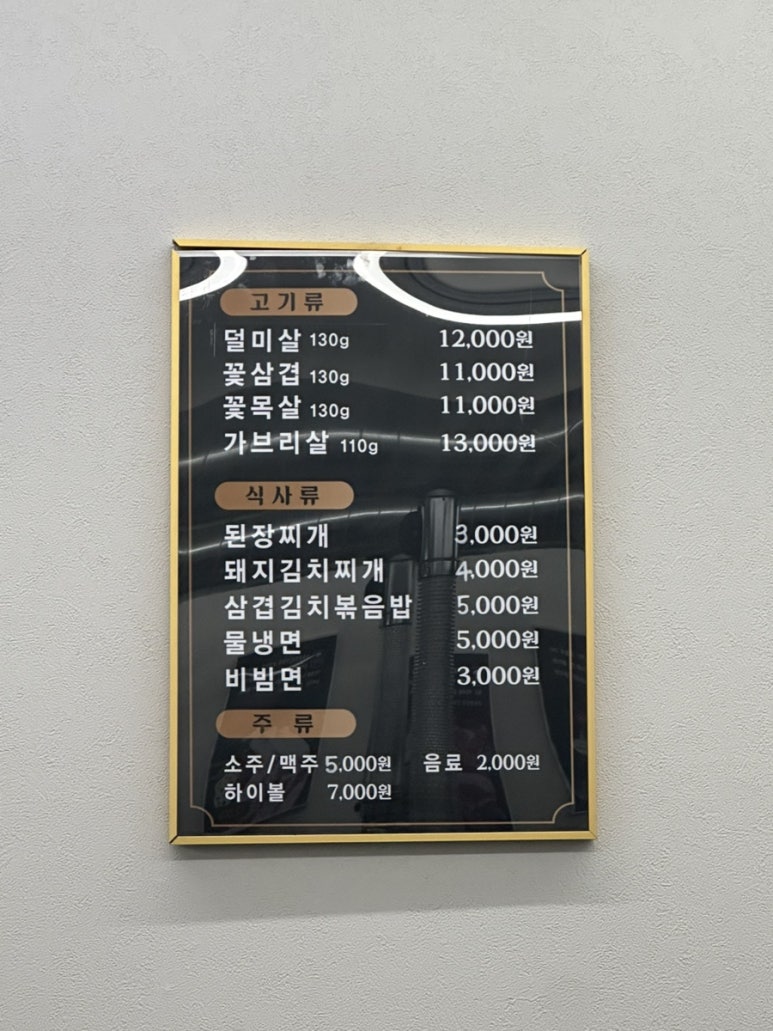 고기류
덜미살 130g 12,000원
꽃삼겹 130g 11,000원
꽃목살 130g 11,000원
가브리살 110g 13,000원
식사류
된장찌개 3,000원
돼지김치찌개 4,000원
삼겹김치볶음밥 5,000원
물냉면 5,000원
비빔면 3,000원
주 류
소주/맥주 5,000원 음료 2,000원
하이볼 7,000원